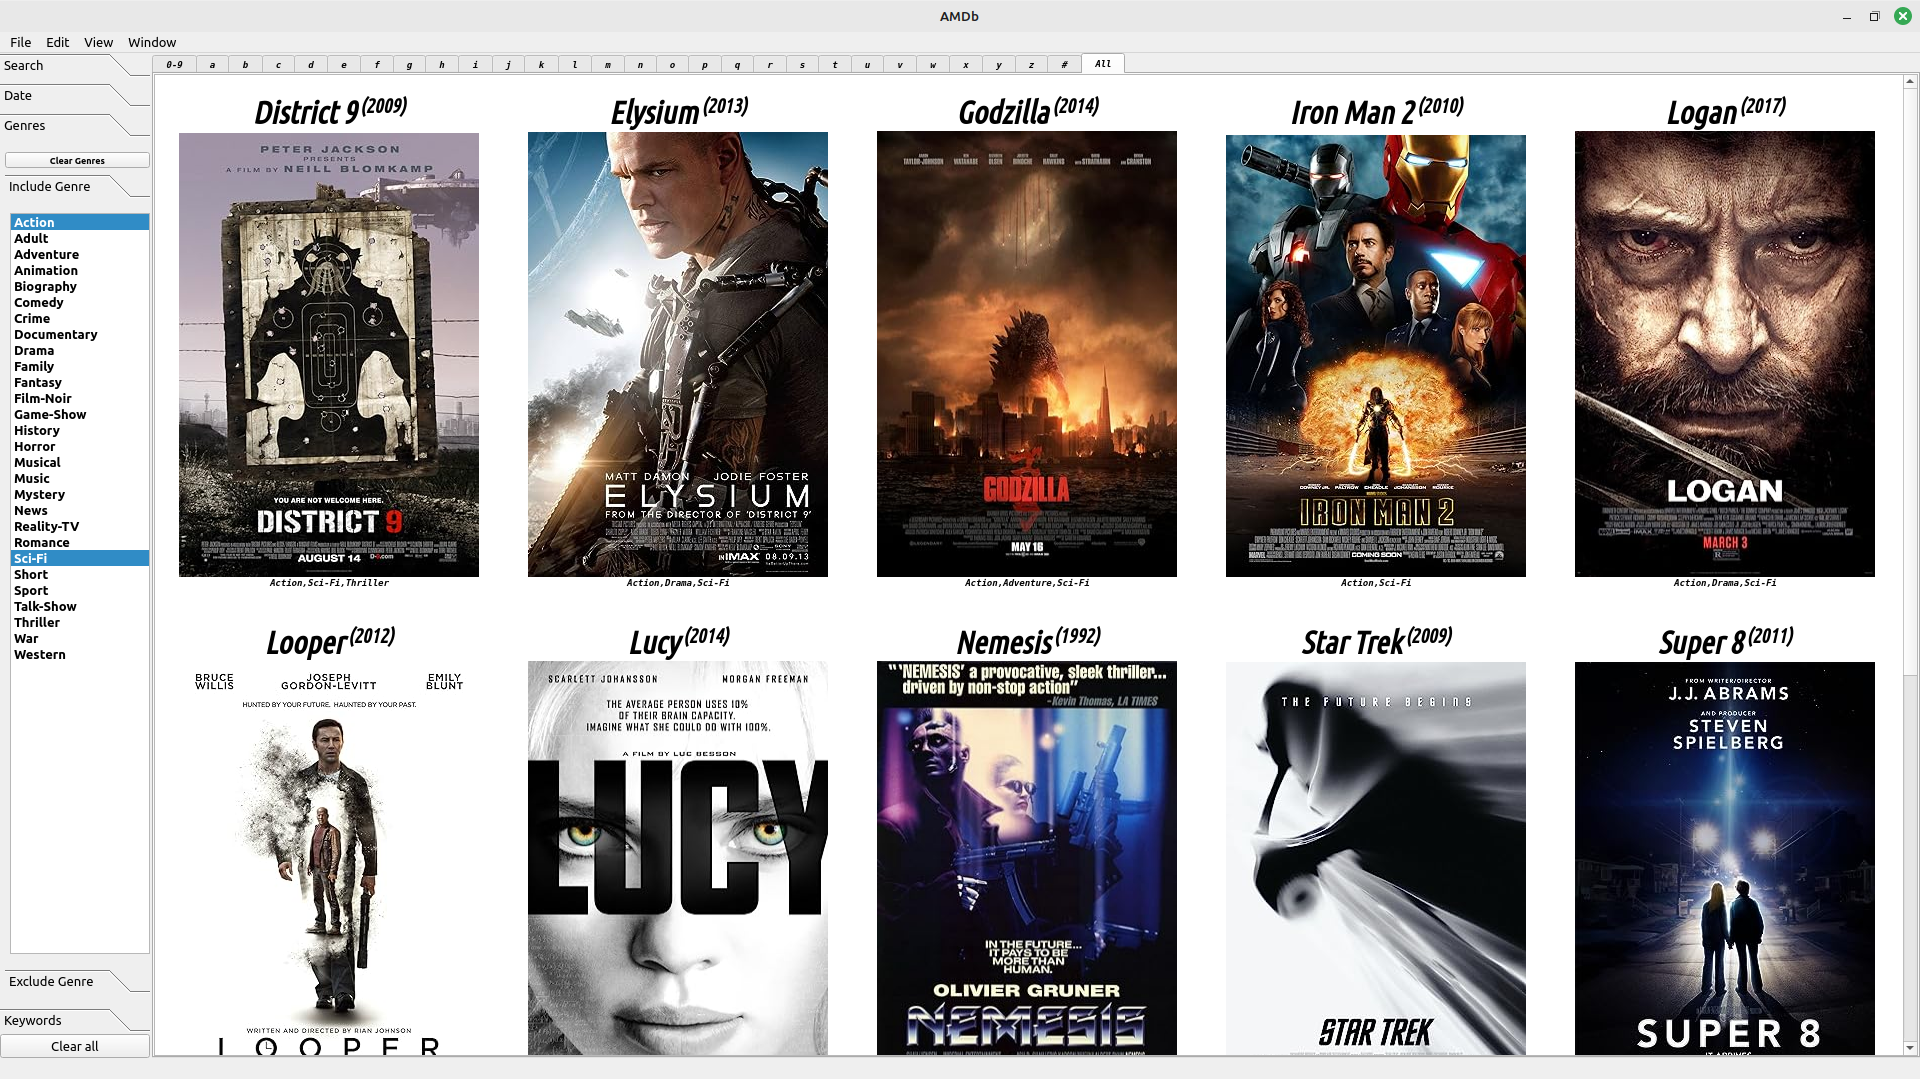 AMDb
File Edit View Window
Search
Date
Genres
Clear Genres
Include Genre
Action
Adult
Adventure
Animation
Biography
Comedy
Crime
Documentary
Drama
Family
Fantasy
Film-Noir
Game-Show
History
Horror
Musical
Music
Mystery
News
Reality-TV
Romance
Sci-Fi
Short
Sport
Talk-Show
Thriller
War
Western
Exclude Genre
Keywords
Clear all
0-9 a b c d e f g h i j k l m n o p q r s t u v w x y z # All
District 9 (2009)
PETER JACKSON
PRESENTS
A FILM BY NEILL BLOMKAMP
YOU ARE NOT WELCOME HERE.
DISTRICT 9
AUGUST 14
Action,Sci-Fi,Thriller
Elysium (2013)
MATT DAMON JODIE FOSTER
ELYSIUM
FROM THE DIRECTOR OF 'DISTRICT 9'
IN IMAX 08.09.13
Action,Drama,Sci-Fi
Godzilla (2014)
GODZILLA
MAY 16
Action,Adventure,Sci-Fi
Iron Man 2 (2010)
IRON MAN 2
COMING SOON
Action,Sci-Fi
Logan (2017)
LOGAN
MARCH 3
Action,Drama,Sci-Fi
Looper (2012)
BRUCE WILLIS
JOSEPH GORDON-LEVITT
EMILY BLUNT
HUNTED BY YOUR FUTURE. HAUNTED BY YOUR PAST.
WRITTEN AND DIRECTED BY RIAN JOHNSON
LOOPER
Lucy (2014)
SCARLETT JOHANSSON MORGAN FREEMAN
THE AVERAGE PERSON USES 10%
OF THEIR BRAIN CAPACITY.
IMAGINE WHAT SHE COULD DO WITH 100%.
A FILM BY LUC BESSON
LUCY
Nemesis (1992)
"'NEMESIS' a provocative, sleek thriller...
driven by non-stop action"
-Kevin Thomas, LA TIMES
IN THE FUTURE...
IT PAYS TO BE
MORE THAN
HUMAN.
OLIVIER GRUNER
NEMESIS
Star Trek (2009)
THE FUTURE BEGINS
STAR TREK
Super 8 (2011)
FROM WRITER/DIRECTOR
J.J. ABRAMS
AND PRODUCER
STEVEN
SPIELBERG
SUPER 8
IT ARRIVES